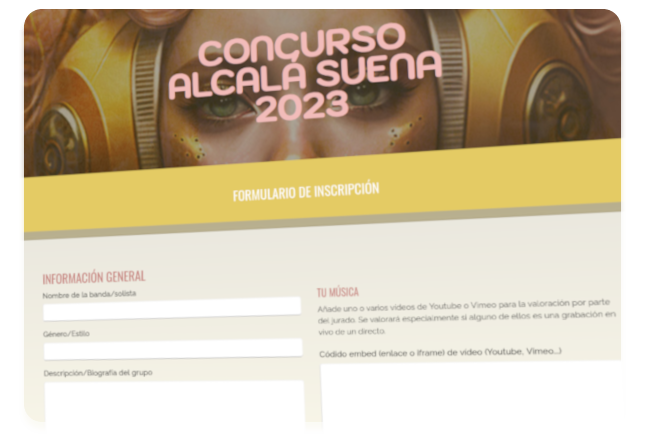 CONCURSO
ALCALÁ SUENA
2023
FORMULARIO DE INSCRIPCIÓN
INFORMACIÓN GENERAL
Nombre de la banda/solista
Género/Estilo
Descripción/Biografía del grupo
TU MÚSICA
Añade uno o varios videos de Youtube o Vimeo para la valoración por parte
del jurado. Se valorará especialmente si alguno de ellos es una grabación en
vivo de un directo.
Códido embed (enlace o iframe) de video (Youtube, Vimeo...)